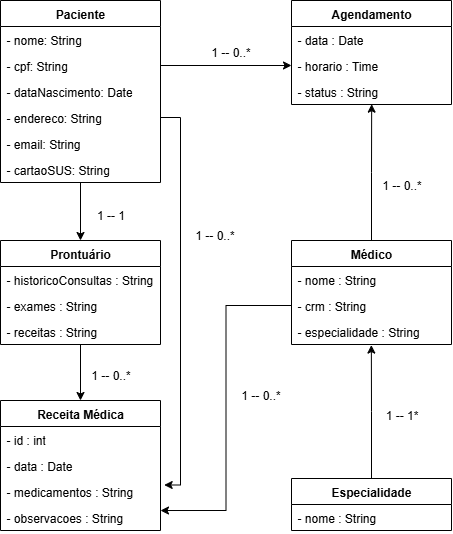 Paciente
- nome: String
- cpf: String
- dataNascimento: Date
- endereco: String
- email: String
- cartaoSUS: String
1 -- 0..*
Agendamento
- data : Date
- horario : Time
- status : String
1 -- 1
1 -- 0..*
1 -- 0..*
Prontuário
- historicoConsultas : String
- exames : String
- receitas : String
Médico
- nome : String
- crm : String
- especialidade : String
1 -- 0..*
1 -- 0..*
1 -- 1*
Receita Médica
- id : int
- data : Date
- medicamentos : String
- observacoes : String
Especialidade
- nome : String